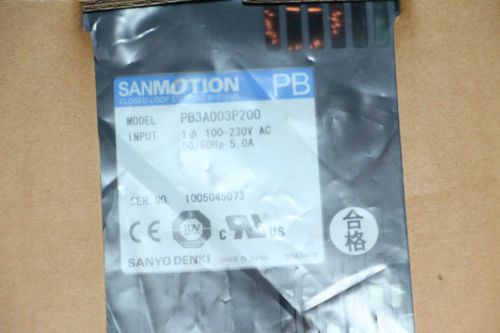 SANMOTION PB
CLOSED LOOP STEPPING SYSTEMS
MODEL PB3A003P200
INPUT 1ϕ 100-230V AC
50/60Hz 5.0A
SER. NO. 1005045073
CE TÜV c UR US
合格
SANYO DENKI MADE IN JAPAN